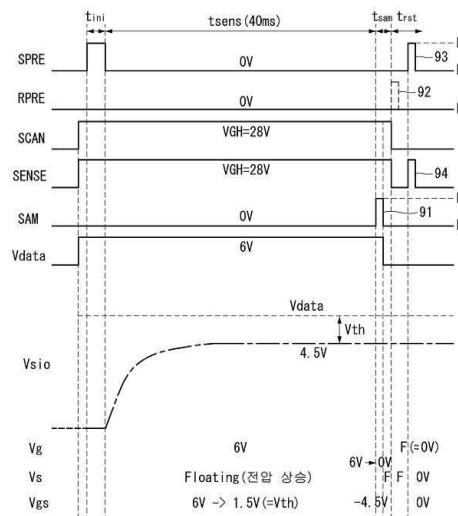 tini tsens(40ms) tsam trst
SPRE 0V 93
RPRE 0V 92
SCAN VGH=28V
SENSE VGH=28V 94
SAM 0V 91
Vdata 6V
Vdata
Vth
Vsio 4.5V
Vg 6V F(≈0V)
6V→0V
Vs Floating(전압 상승) F F 0V
Vgs 6V -> 1.5V(=Vth) -4.5V 0V